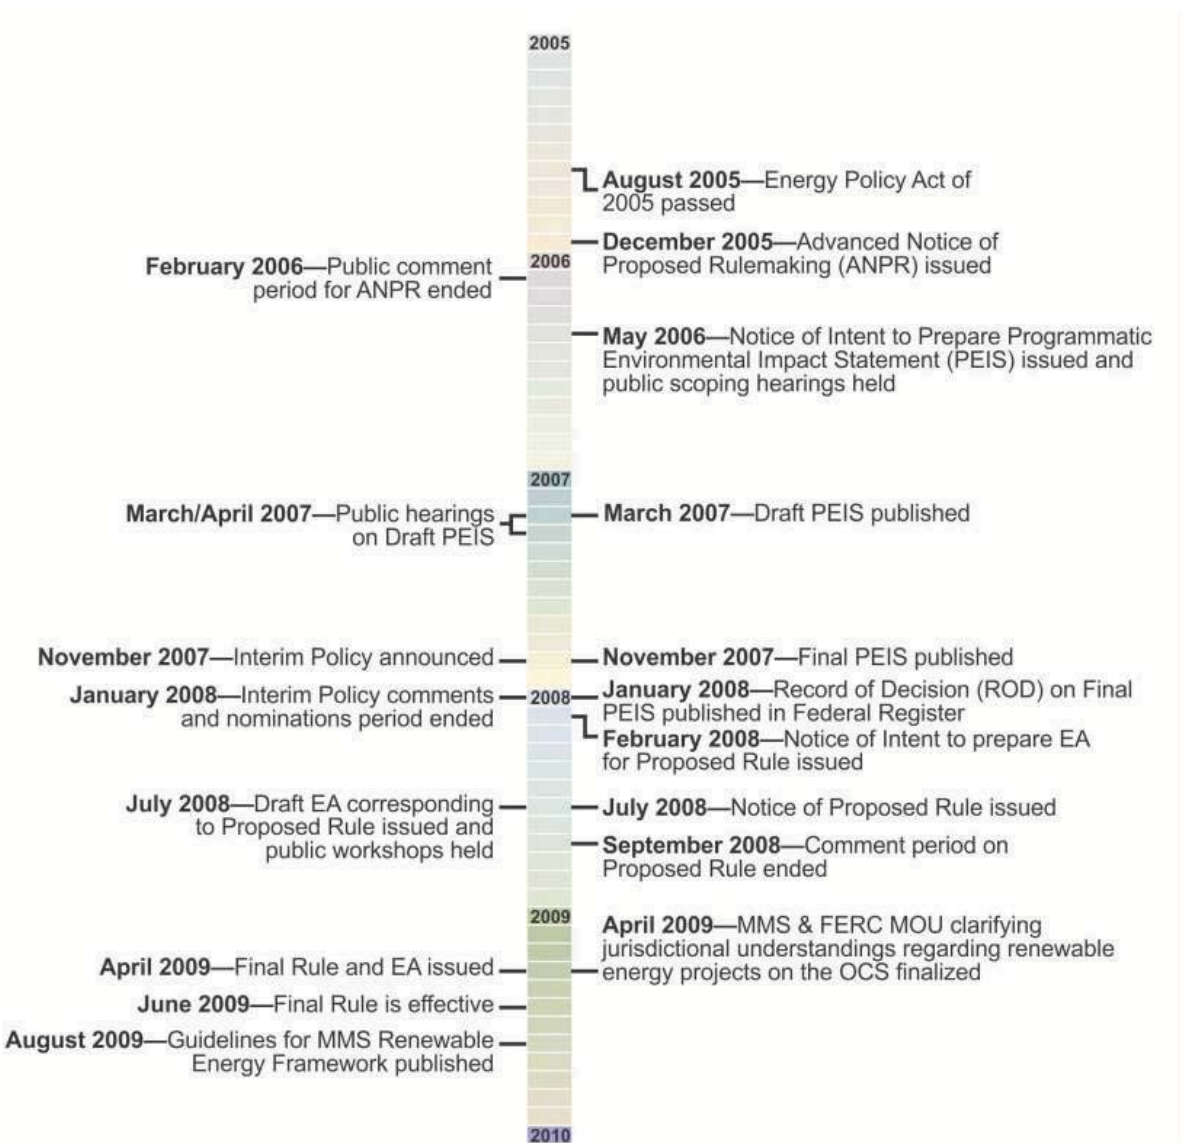 2005
August 2005—Energy Policy Act of
2005 passed
December 2005—Advanced Notice of
Proposed Rulemaking (ANPR) issued
2006
February 2006—Public comment
period for ANPR ended
May 2006—Notice of Intent to Prepare Programmatic
Environmental Impact Statement (PEIS) issued and
public scoping hearings held
2007
March/April 2007—Public hearings
on Draft PEIS
March 2007—Draft PEIS published
November 2007—Interim Policy announced
November 2007—Final PEIS published
2008
January 2008—Interim Policy comments
and nominations period ended
January 2008—Record of Decision (ROD) on Final
PEIS published in Federal Register
February 2008—Notice of Intent to prepare EA
for Proposed Rule issued
July 2008—Draft EA corresponding
to Proposed Rule issued and
public workshops held
July 2008—Notice of Proposed Rule issued
September 2008—Comment period on
Proposed Rule ended
2009
April 2009—MMS & FERC MOU clarifying
jurisdictional understandings regarding renewable
energy projects on the OCS finalized
April 2009—Final Rule and EA issued
June 2009—Final Rule is effective
August 2009—Guidelines for MMS Renewable
Energy Framework published
2010